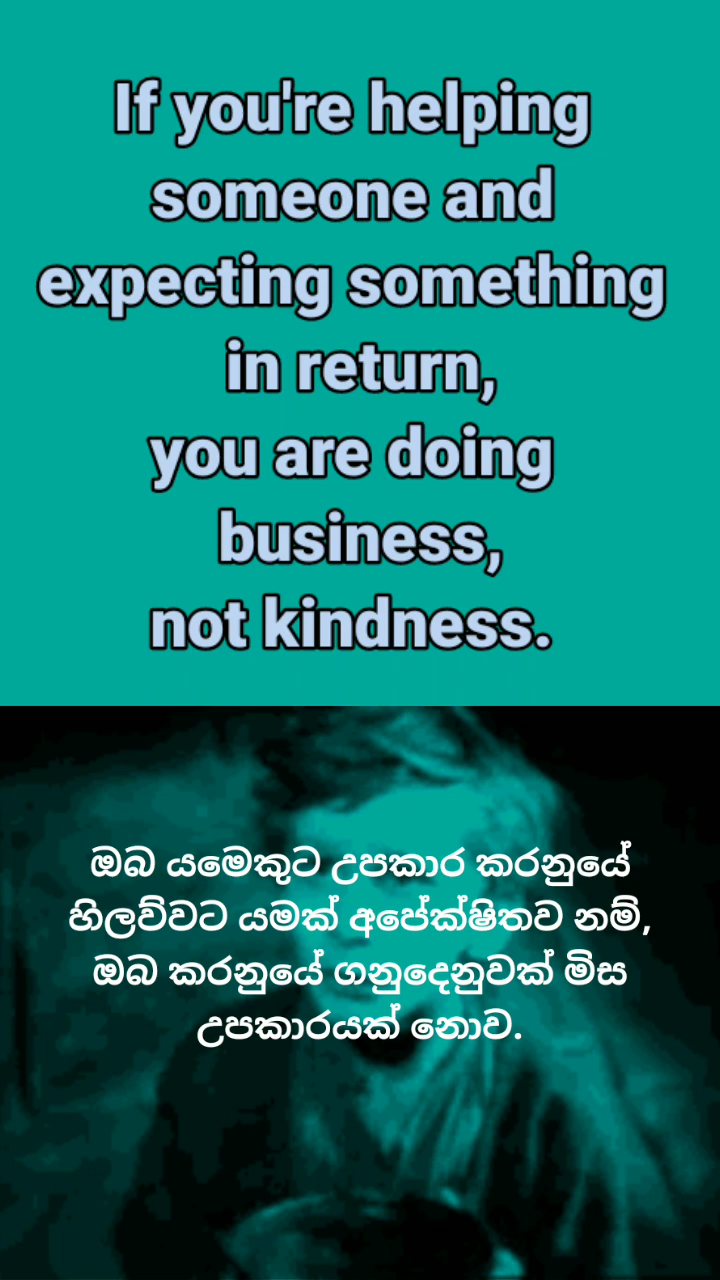 If you're helping
someone and
expecting something
in return,
you are doing
business,
not kindness.
ඔබ යමෙකුට උපකාර කරනුයේ
හිලව්වට යමක් අපේක්ෂිතව නම්,
ඔබ කරනුයේ ගනුදෙනුවක් මිස
උපකාරයක් නොව.